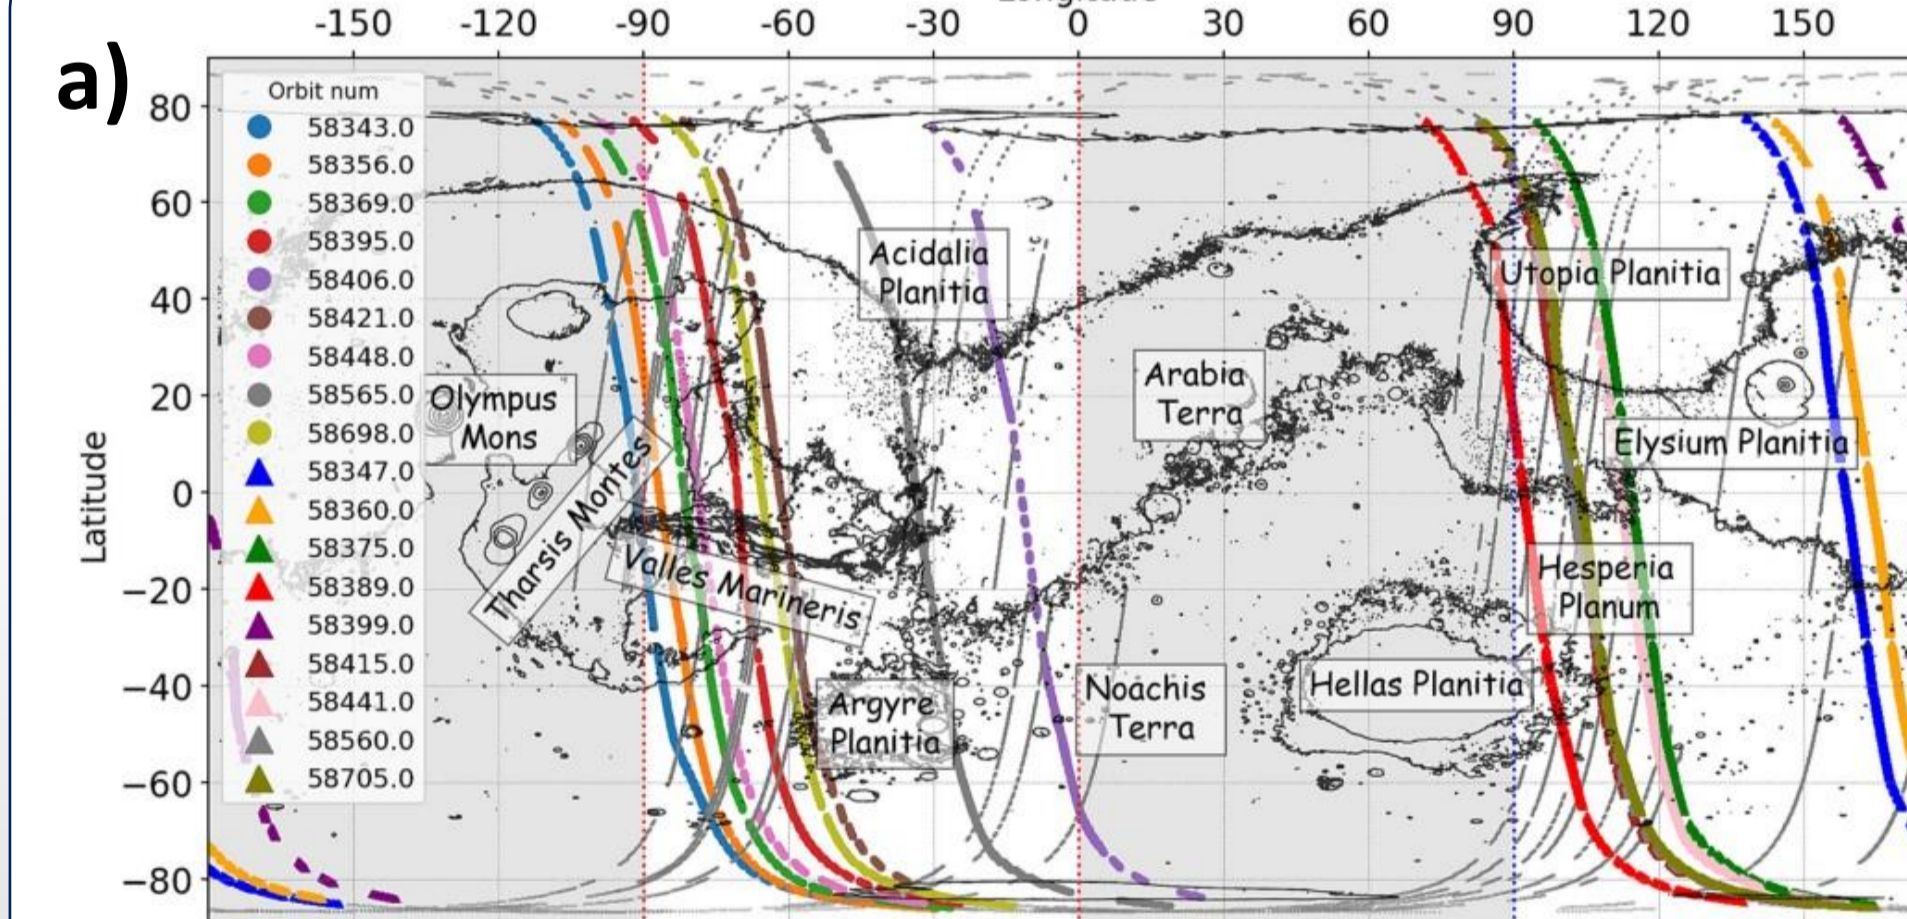 -150 -120 -90 -60 -30 0 30 60 90 120 150
a)
Orbit num
58343.0
58356.0
58369.0
58395.0
58406.0
58421.0
58448.0
58565.0
58698.0
58347.0
58360.0
58375.0
58389.0
58399.0
58415.0
58441.0
58560.0
58705.0
Latitude
80
60
40
20
0
−20
−40
−60
−80
Acidalia
Planitia
Utopia Planitia
Olympus
Mons
Arabia
Terra
Elysium Planitia
Tharsis Montes
Valles Marineris
Hesperia
Planum
Argyre
Planitia
Noachis
Terra
Hellas Planitia